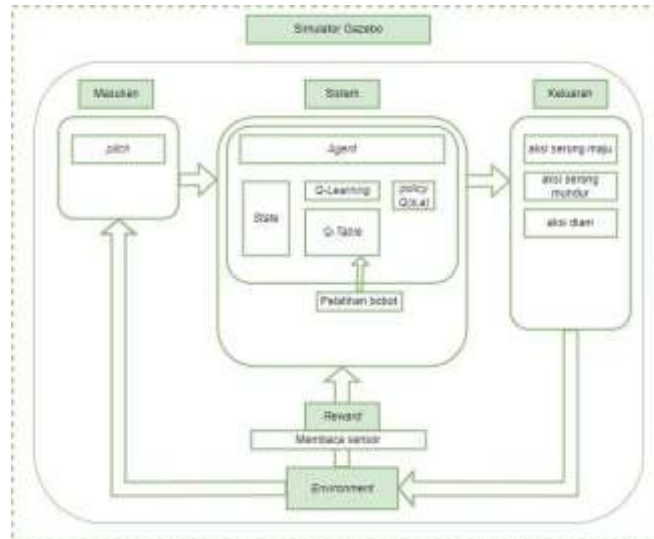 Simulator Gazebo
Masukan
Sistem
Keluaran
pitch
Agent
State
Q-Learning
policy
Q(s,a)
Q-Table
Pelatihan bobot
aksi serong maju
aksi serong
mundur
aksi diam
Reward
Membaca sensor
Environment